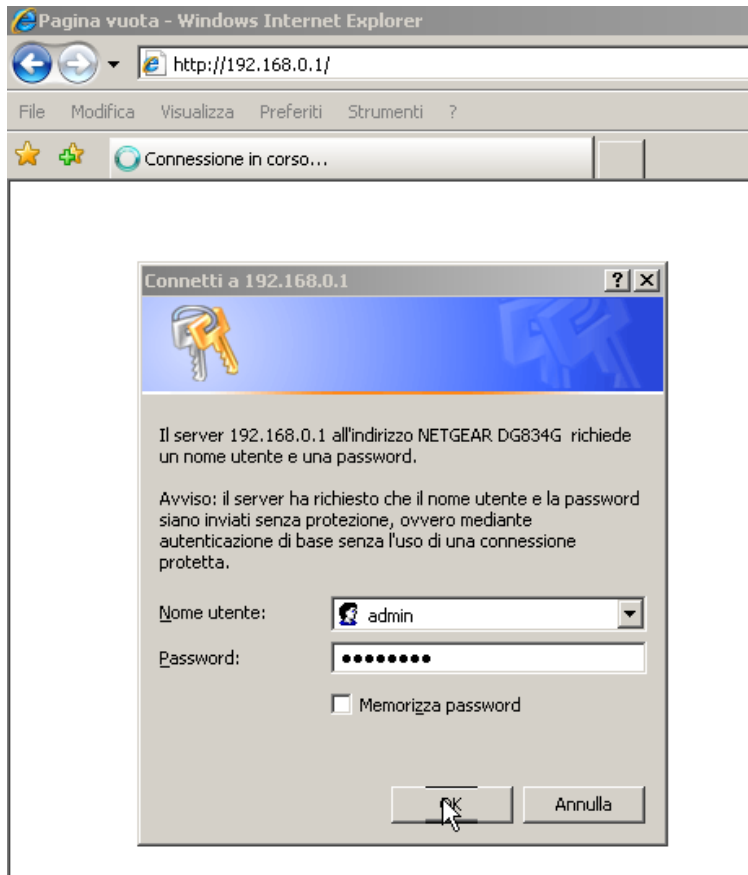 Pagina vuota - Windows Internet Explorer
http://192.168.0.1/
File Modifica Visualizza Preferiti Strumenti ?
Connessione in corso...
Connetti a 192.168.0.1
Il server 192.168.0.1 all'indirizzo NETGEAR DG834G richiede
un nome utente e una password.
Avviso: il server ha richiesto che il nome utente e la password
siano inviati senza protezione, ovvero mediante
autenticazione di base senza l'uso di una connessione
protetta.
Nome utente: admin
Password: ●●●●●●●●
Memorizza password
OK Annulla